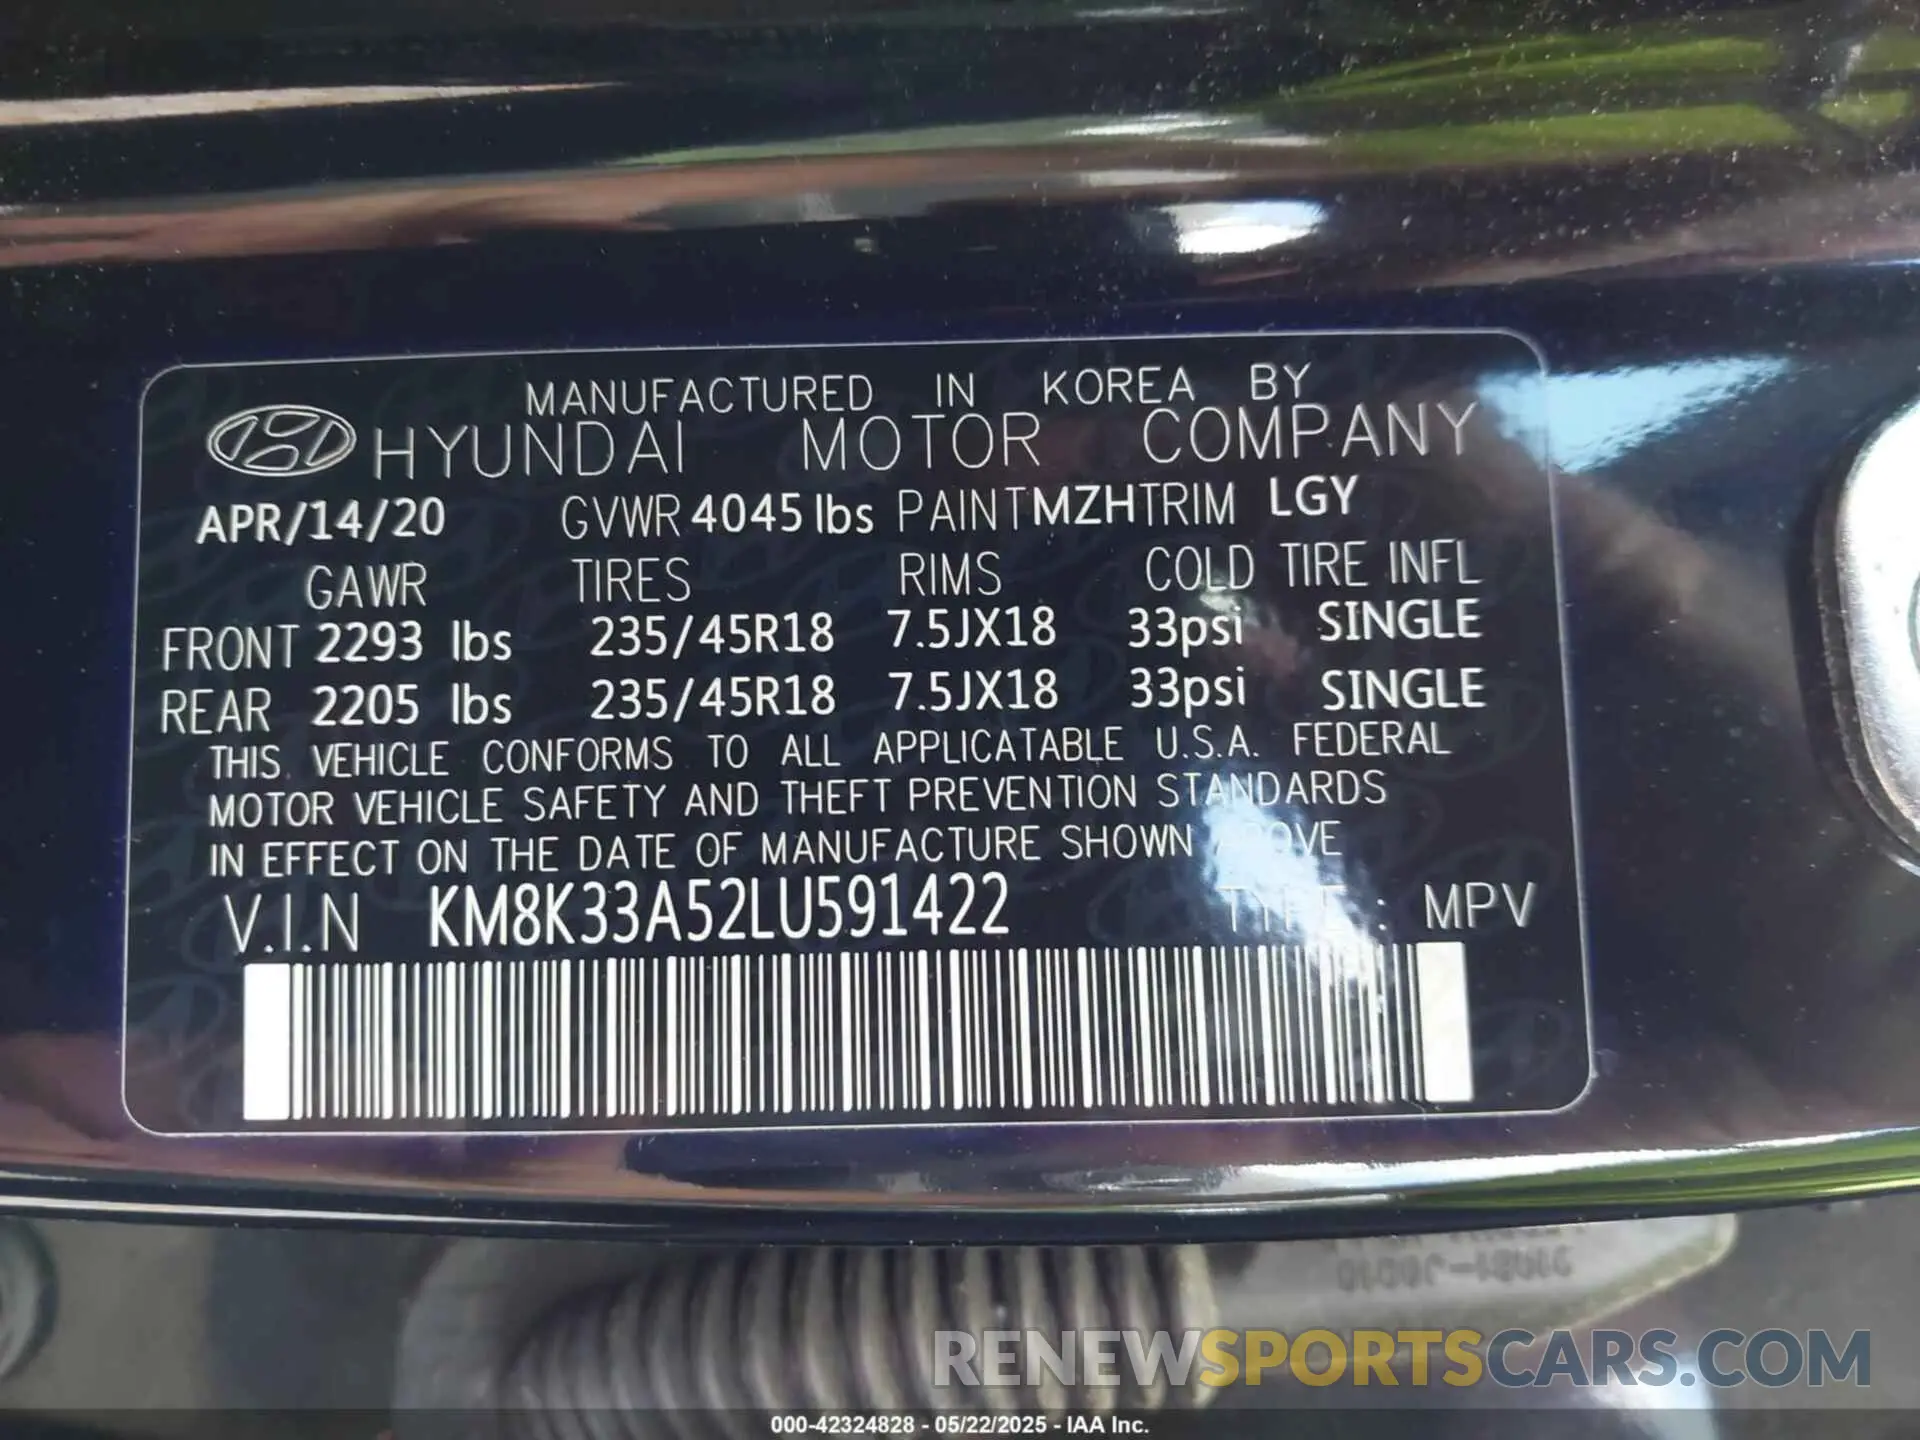 MANUFACTURED IN KOREA BY
HYUNDAI MOTOR COMPANY
APR/14/20 GVWR 4045 lbs PAINT MZH TRIM LGY
GAWR TIRES RIMS COLD TIRE INFL
FRONT 2293 lbs 235/45R18 7.5JX18 33psi SINGLE
REAR 2205 lbs 235/45R18 7.5JX18 33psi SINGLE
THIS VEHICLE CONFORMS TO ALL APPLICATABLE U.S.A. FEDERAL
MOTOR VEHICLE SAFETY AND THEFT PREVENTION STANDARDS
IN EFFECT ON THE DATE OF MANUFACTURE SHOWN ABOVE
V.I.N KM8K33A52LU591422 TYPE : MPV
RENEWSPORTSCARS.COM
000-42324828 - 05/22/2025 - IAA Inc.